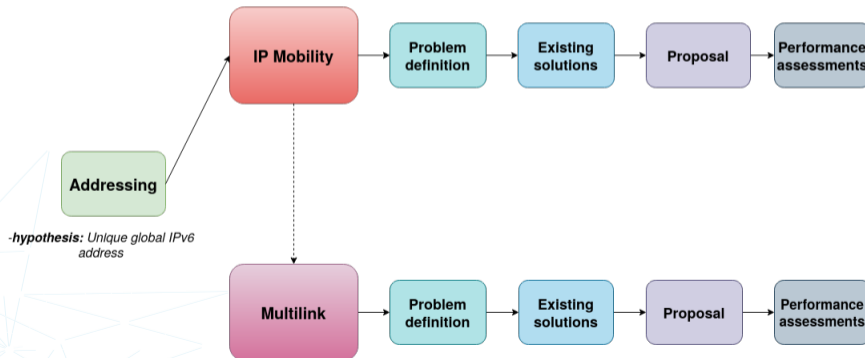 IP Mobility
Problem
definition
Existing
solutions
Proposal
Performance
assessments
Addressing
-hypothesis: Unique global IPv6
address
Multilink
Problem
definition
Existing
solutions
Proposal
Performance
assessments